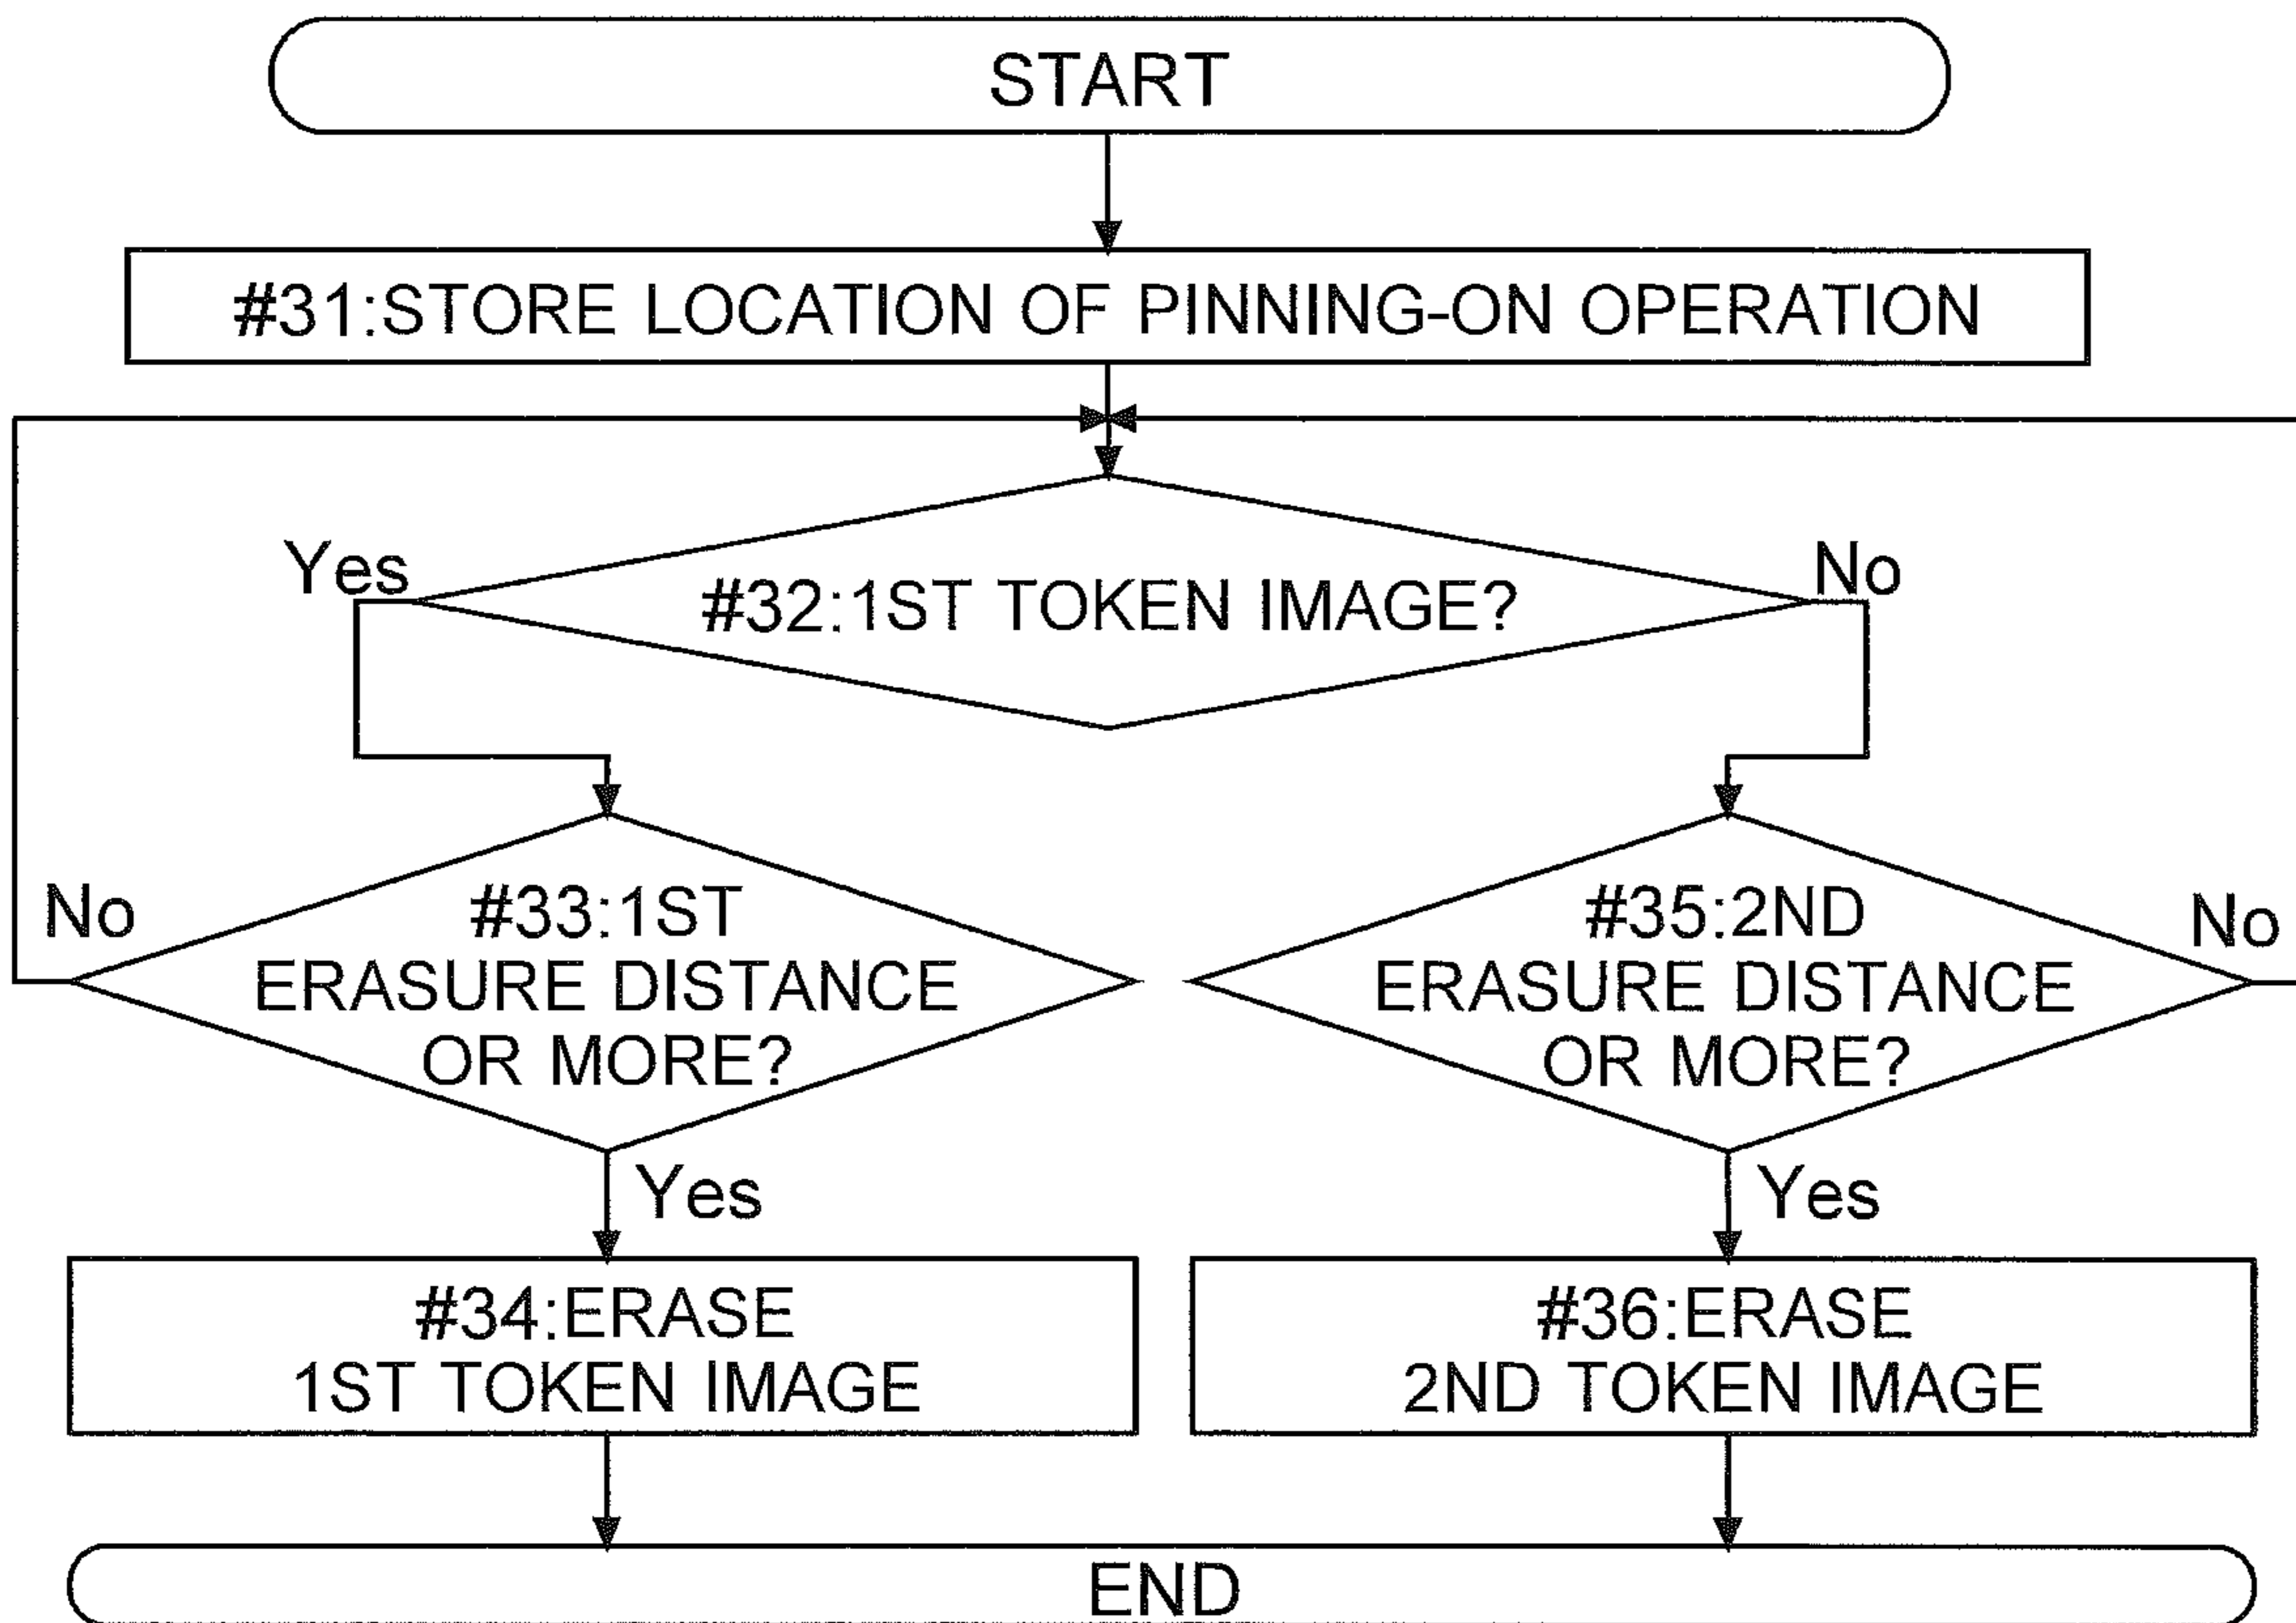 START
#31:STORE LOCATION OF PINNING-ON OPERATION
Yes
No
#32:1ST TOKEN IMAGE?
No
#33:1ST
ERASURE DISTANCE
OR MORE?
#35:2ND
ERASURE DISTANCE
OR MORE?
No
Yes
Yes
#34:ERASE
1ST TOKEN IMAGE
#36:ERASE
2ND TOKEN IMAGE
END